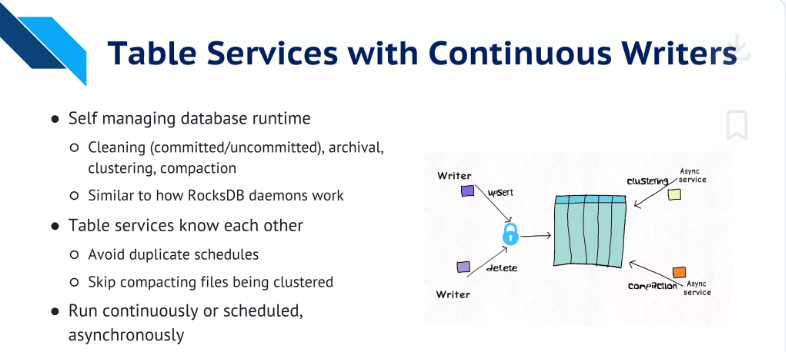 Table Services with Continuous Writers
● Self managing database runtime
○ Cleaning (committed/uncommitted), archival,
clustering, compaction
○ Similar to how RocksDB daemons work
● Table services know each other
○ Avoid duplicate schedules
○ Skip compacting files being clustered
● Run continuously or scheduled,
asynchronously
Writer
upsert
delete
Writer
clustering
Async
service
compaction
Async
service